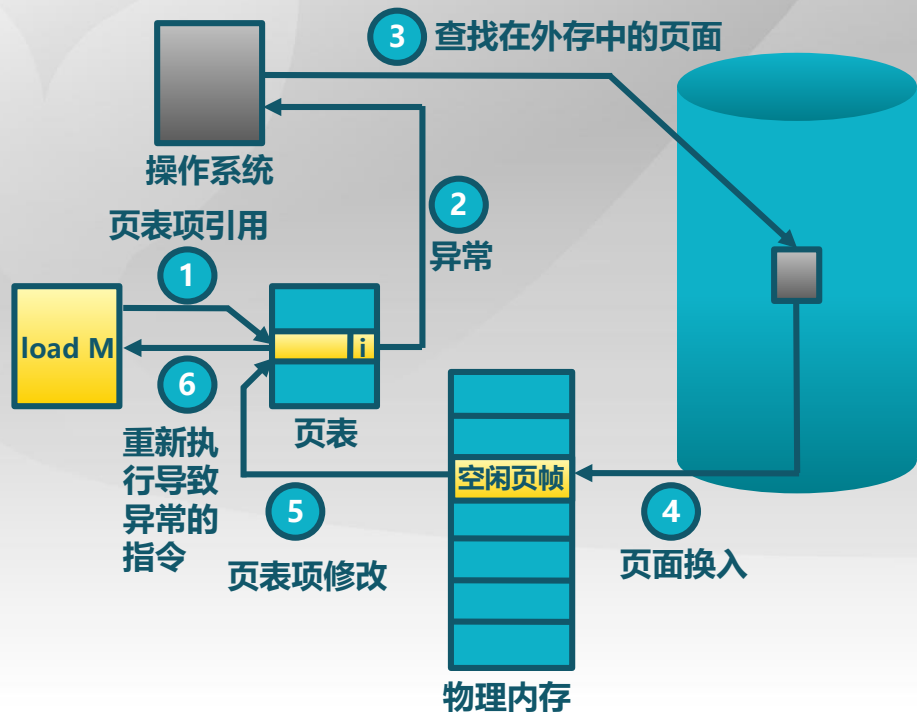 3 查找在外存中的页面
操作系统
页表项引用
1
2
异常
load M
i
6
重新执
行导致
异常的
指令
页表
空闲页帧
5
页表项修改
4
页面换入
物理内存